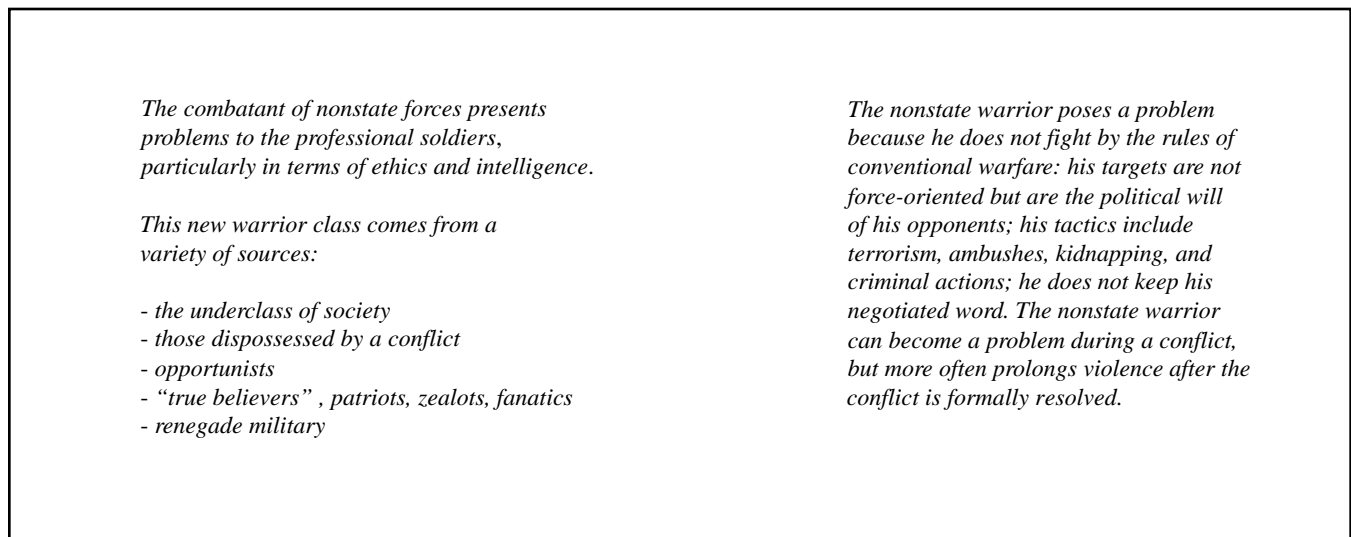 The combatant of nonstate forces presents
problems to the professional soldiers,
particularly in terms of ethics and intelligence.
This new warrior class comes from a
variety of sources:
- the underclass of society
- those dispossessed by a conflict
- opportunists
- “true believers” , patriots, zealots, fanatics
- renegade military
The nonstate warrior poses a problem
because he does not fight by the rules of
conventional warfare: his targets are not
force-oriented but are the political will
of his opponents; his tactics include
terrorism, ambushes, kidnapping, and
criminal actions; he does not keep his
negotiated word. The nonstate warrior
can become a problem during a conflict,
but more often prolongs violence after the
conflict is formally resolved.